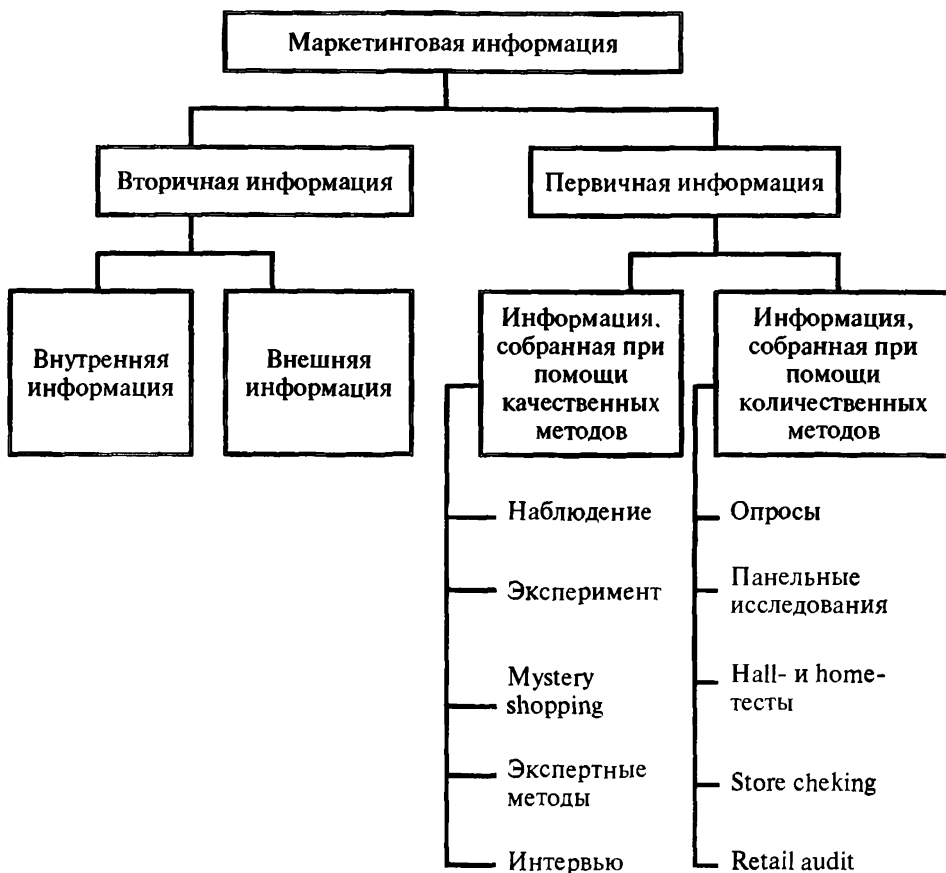 Маркетинговая информация
Вторичная информация
Первичная информация
Внутренняя
информация
Внешняя
информация
Информация.
собранная при
помощи
качественных
методов
Информация,
собранная при
помощи
количественных
методов
Наблюдение
Эксперимент
Mystery
shopping
Экспертные
методы
Интервью
Опросы
Панельные
исследования
Hall- и home-
тесты
Store cheking
Retail audit